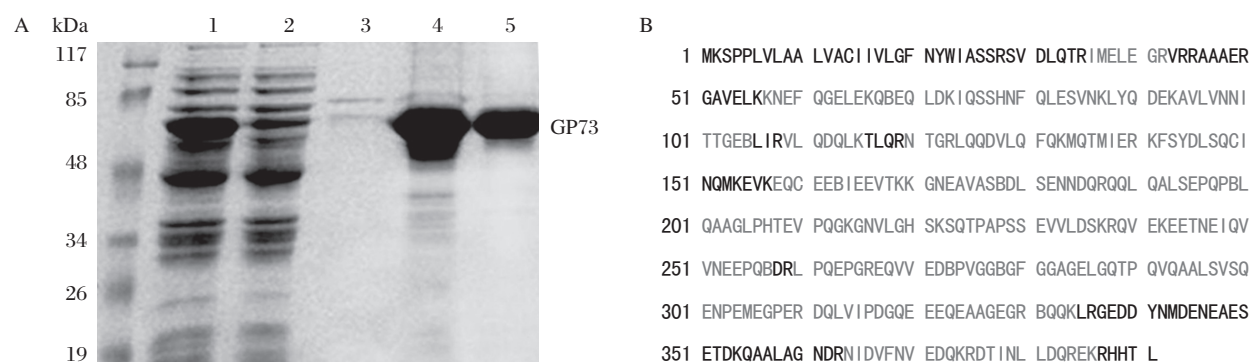 A kDa 1 2 3 4 5
117
85
GP73
48
34
26
19
B
1 MKSPPLVLAA LVACIIVLGF NYWIASSRSV DLQTRIMELE GRVRRAAAER
51 GAVELKKNEF QGELEKQBEQ LDKIQSSHNF QLESVNKLYQ DEKAVLVNNI
101 TTGEBLIRVL QDQLKTLQRN TGRLQQDVLQ FQKMQTMIER KFSYDLSQCI
151 NQMKEVKEQC EEBIEEVTKK GNEAVASBDL SENNDQRQQL QALSEPQPBL
201 QAAGLPHTEV PQGKGNVLGH SKSQTPAPSS EVVLDSKRQV EKEETNEIQV
251 VNEEPQBDRL PQEPGREQVV EDBPVGGBGF GGAGELGQTP QVQAALSVSQ
301 ENPEMEGPER DQLVIPDGQE EEQEAAGEGR BQQKLRGEDD YNMDENEAES
351 ETDKQAALAG NDRNIDVFNV EDQKRDTINL LDQREKRHHT L